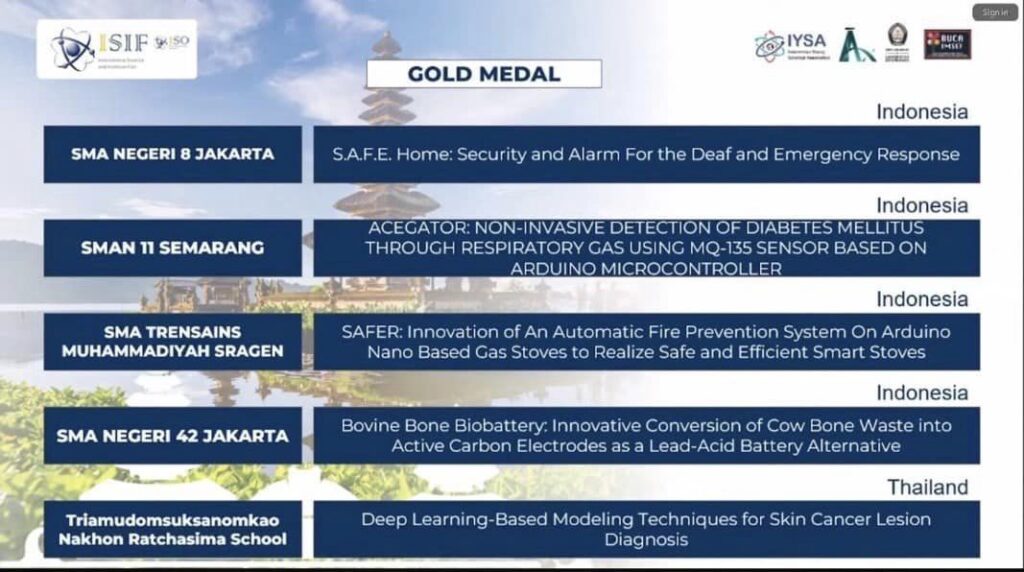 Sign in
ISIF ISO
IYSA
BUCA
IMSEF
GOLD MEDAL
Indonesia
SMA NEGERI 8 JAKARTA
S.A.F.E. Home: Security and Alarm For the Deaf and Emergency Response
Indonesia
SMAN 11 SEMARANG
ACEGATOR: NON-INVASIVE DETECTION OF DIABETES MELLITUS
THROUGH RESPIRATORY GAS USING MQ-135 SENSOR BASED ON
ARDUINO MICROCONTROLLER
Indonesia
SMA TRENSAINS
MUHAMMADIYAH SRAGEN
SAFER: Innovation of An Automatic Fire Prevention System On Arduino
Nano Based Gas Stoves to Realize Safe and Efficient Smart Stoves
Indonesia
SMA NEGERI 42 JAKARTA
Bovine Bone Biobattery: Innovative Conversion of Cow Bone Waste into
Active Carbon Electrodes as a Lead-Acid Battery Alternative
Thailand
Triamudomsuksanomkao
Nakhon Ratchasima School
Deep Learning-Based Modeling Techniques for Skin Cancer Lesion
Diagnosis